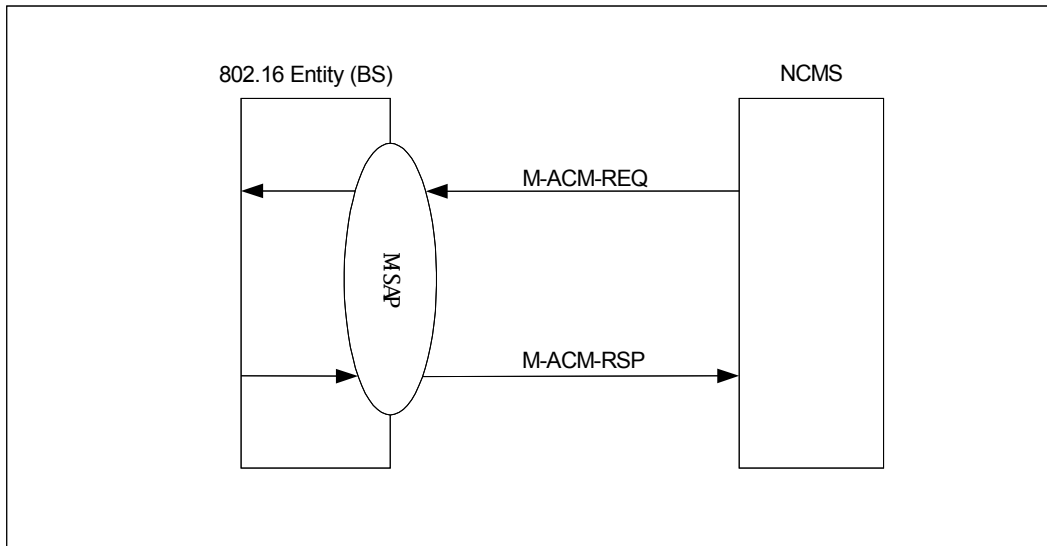 802.16 Entity (BS)
NCMS
M-ACM-REQ
MSAP
M-ACM-RSP